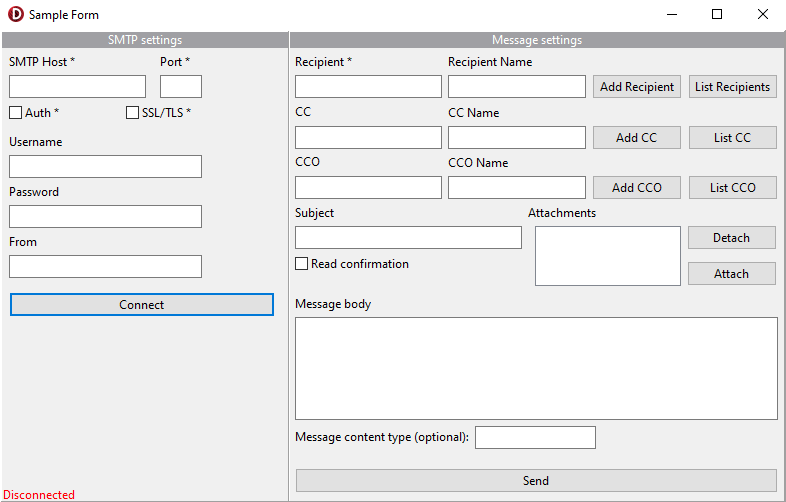 Sample Form
SMTP settings
SMTP Host *
Port *
Auth *
SSL/TLS *
Username
Password
From
Connect
Disconnected
Message settings
Recipient *
Recipient Name
Add Recipient
List Recipients
CC
CC Name
Add CC
List CC
CCO
CCO Name
Add CCO
List CCO
Subject
Attachments
Detach
Read confirmation
Attach
Message body
Message content type (optional):
Send